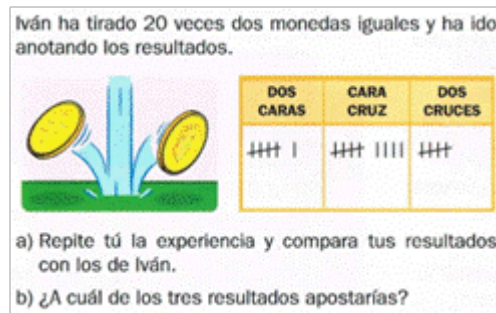 Iván ha tirado 20 veces dos monedas iguales y ha ido
anotando los resultados.
DOS CARAS
CARA CRUZ
DOS CRUCES
a) Repite tú la experiencia y compara tus resultados
con los de Iván.
b) ¿A cuál de los tres resultados apostarías?